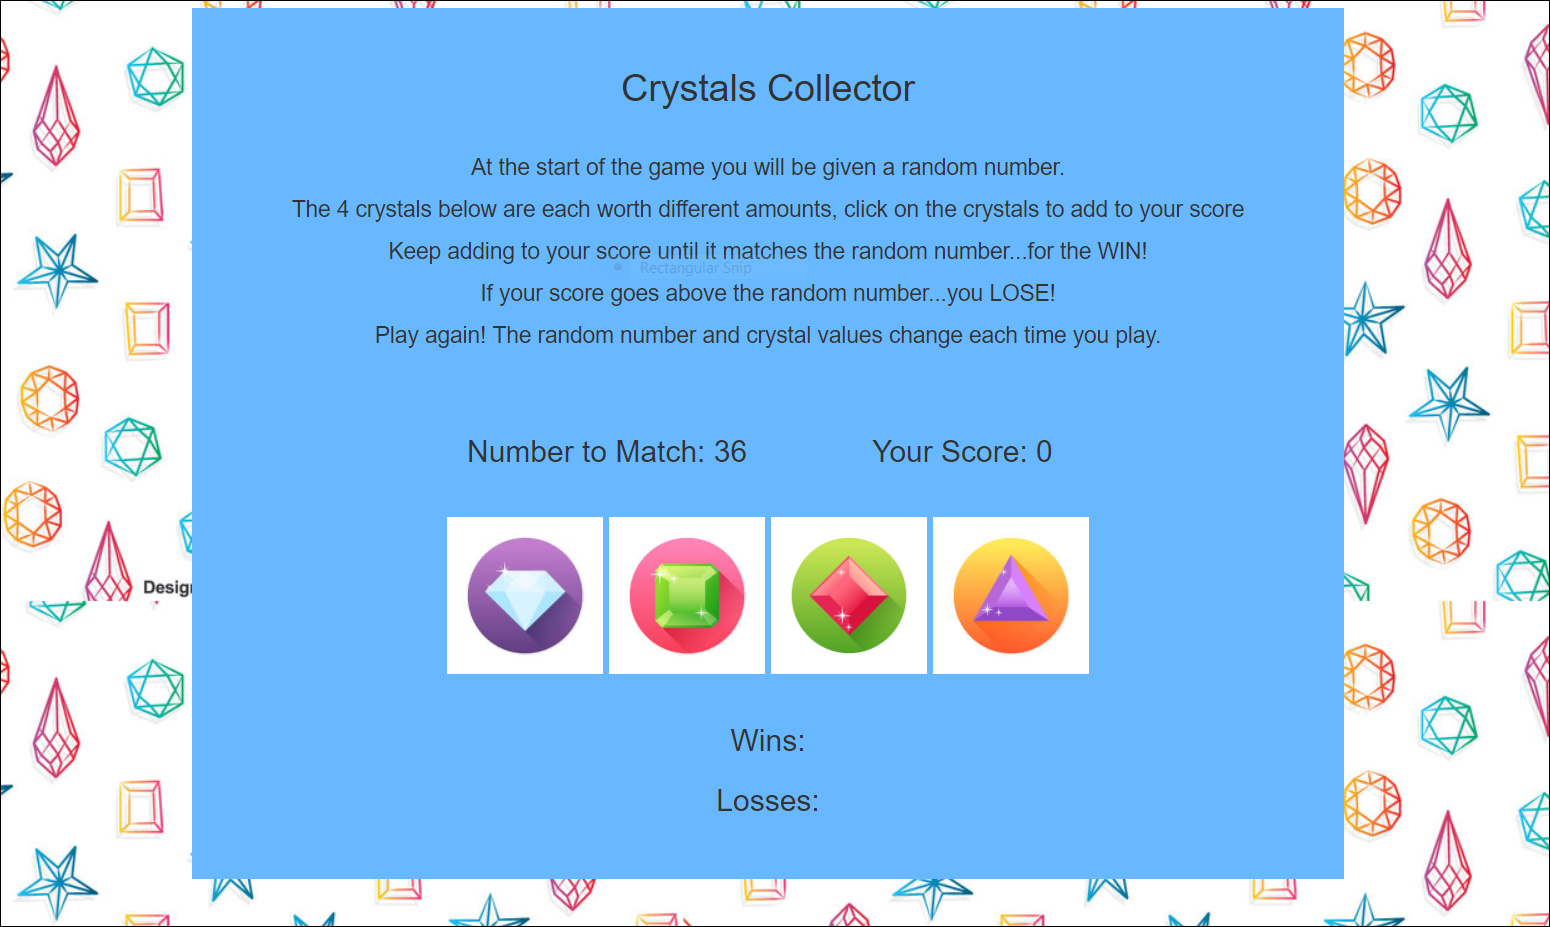 Crystals Collector
At the start of the game you will be given a random number.
The 4 crystals below are each worth different amounts, click on the crystals to add to your score
Keep adding to your score until it matches the random number...for the WIN!
Rectangular Snip
If your score goes above the random number...you LOSE!
Play again! The random number and crystal values change each time you play.
Number to Match: 36 Your Score: 0
Wins:
Losses: